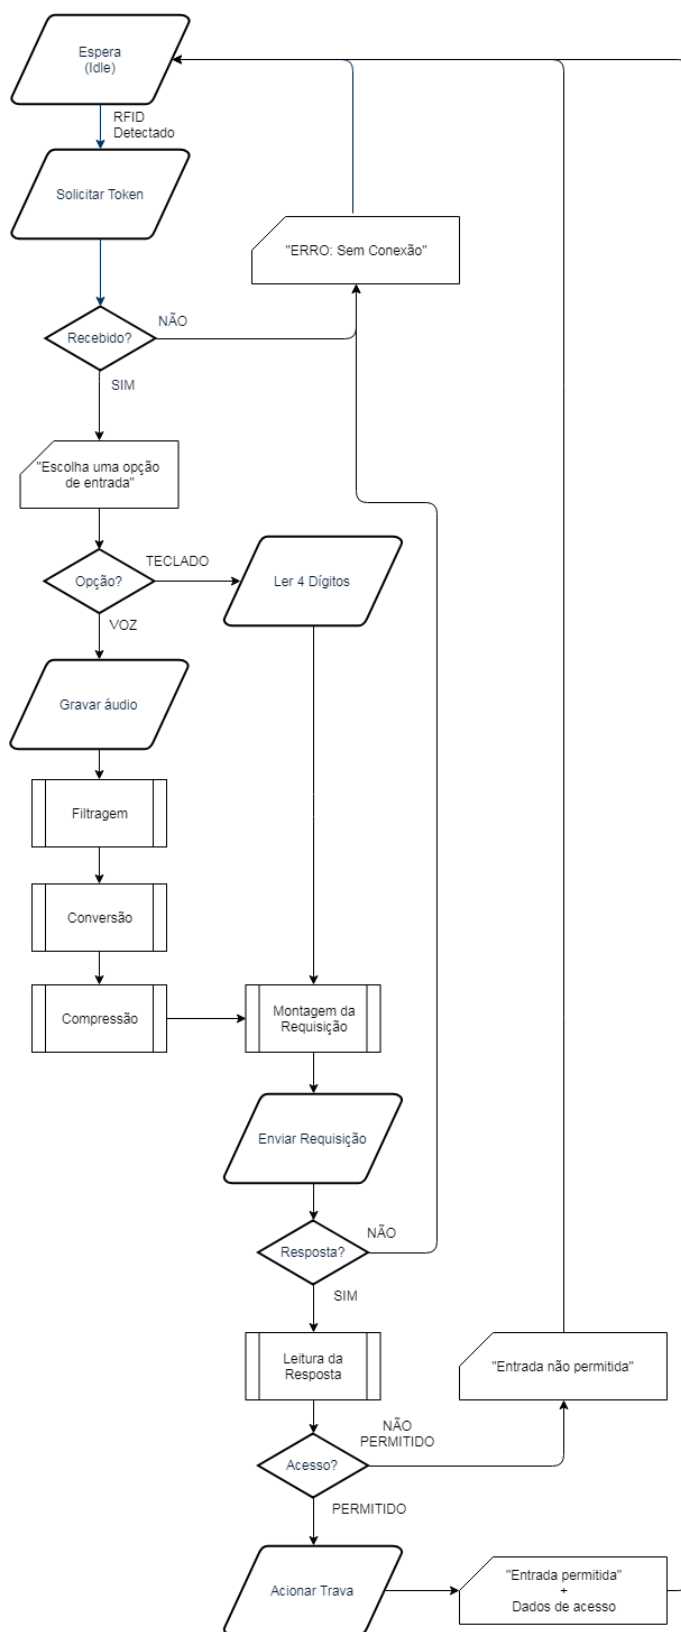 Espera
(Idle)
RFID
Detectado
Solicitar Token
"ERRO: Sem Conexão"
Recebido?
NÃO
SIM
"Escolha uma opção
de entrada"
Opção?
TECLADO
Ler 4 Dígitos
VOZ
Gravar áudio
Filtragem
Conversão
Compressão
Montagem da
Requisição
Enviar Requisição
Resposta?
NÃO
SIM
Leitura da
Resposta
"Entrada não permitida"
NÃO
PERMITIDO
Acesso?
PERMITIDO
Acionar Trava
"Entrada permitida"
+
Dados de acesso